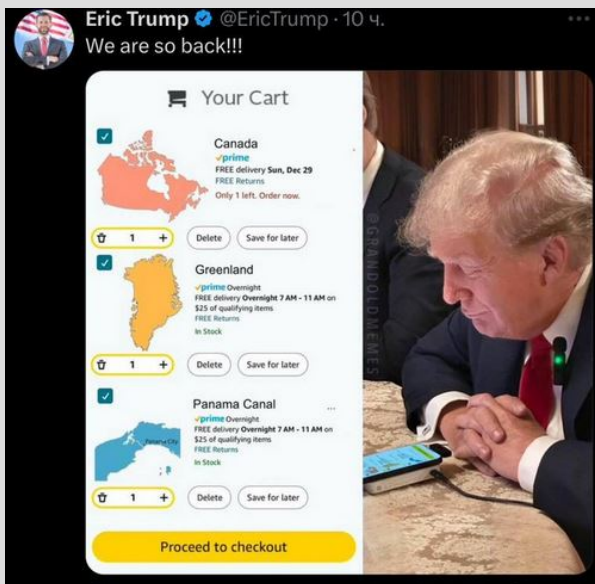 Eric Trump @EricTrump · 10 ч.
We are so back!!!
Your Cart
Canada
prime
FREE delivery Sun, Dec 29
FREE Returns
Only 1 left. Order now.
1 + Delete Save for later
Greenland
prime Overnight
FREE delivery Overnight 7 AM - 11 AM on
$25 of qualifying items
FREE Returns
In Stock
1 + Delete Save for later
Panama Canal
prime Overnight
FREE delivery Overnight 7 AM - 11 AM on
$25 of qualifying items
FREE Returns
In Stock
Panama City
1 + Delete Save for later
Proceed to checkout
@GRANDOLDMEMES